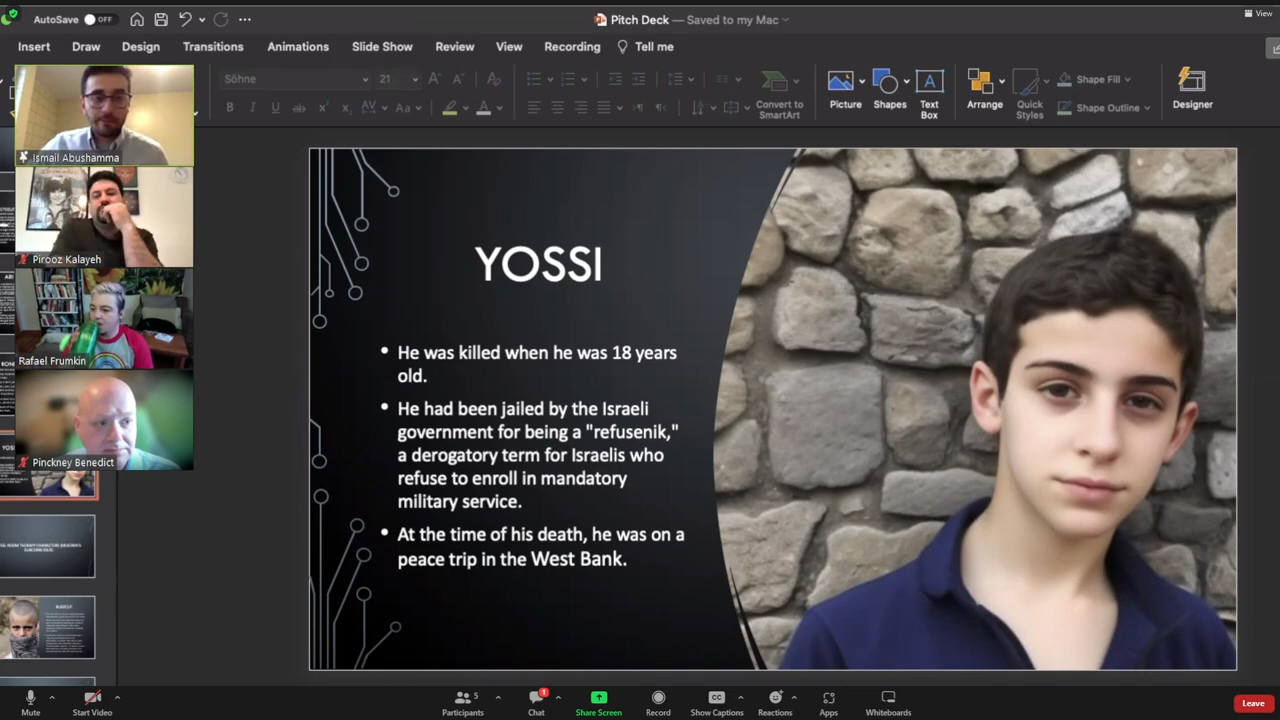 View
AutoSave OFF
Pitch Deck — Saved to my Mac
Insert Draw Design Transitions Animations Slide Show Review View Recording Tell me
Söhne 21
Convert to SmartArt
Picture
Shapes
Text Box
Arrange
Quick Styles
Shape Fill
Shape Outline
Designer
Ismail Abushamma
Pirooz Kalayeh
Rafael Frumkin
Pinckney Benedict
YOSSI
• He was killed when he was 18 years
old.
• He had been jailed by the Israeli
government for being a "refusenik,"
a derogatory term for Israelis who
refuse to enroll in mandatory
military service.
• At the time of his death, he was on a
peace trip in the West Bank.
Mute
Start Video
Participants 5
Chat 1
Share Screen
Record
CC
Show Captions
Reactions
Apps
Whiteboards
Leave